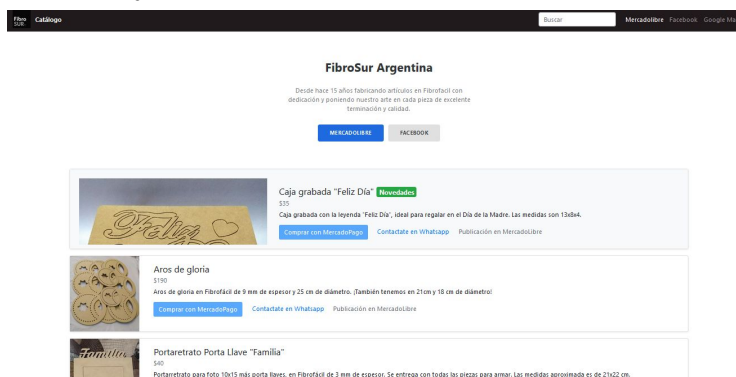 Fibro
SUR.
Catálogo
Buscar
Mercadolibre Facebook Google Ma
FibroSur Argentina
Desde hace 15 años fabricando artículos en Fibrofacil con
dedicación y poniendo nuestro arte en cada pieza de excelente
terminación y calidad.
MERCADOLIBRE FACEBOOK
Feliz
Día
Caja grabada "Feliz Día" Novedades
$35
Caja grabada con la leyenda 'Feliz Día', ideal para regalar en el Día de la Madre. Las medidas son 13x8x4.
Comprar con MercadoPago Contactate en Whatsapp Publicación en MercadoLibre
Aros de gloria
$190
Aros de gloria en Fibrofácil de 9 mm de espesor y 25 cm de diámetro. ¡También tenemos en 21cm y 18 cm de diámetro!
Comprar con MercadoPago Contactate en Whatsapp Publicación en MercadoLibre
Familia
Portaretrato Porta Llave "Familia"
$40
Portarretrato para foto 10x15 más porta llaves, en Fibrofácil de 3 mm de espesor. Se entrega con todas las piezas para armar. Las medidas aproximada es de 21x22 cm.